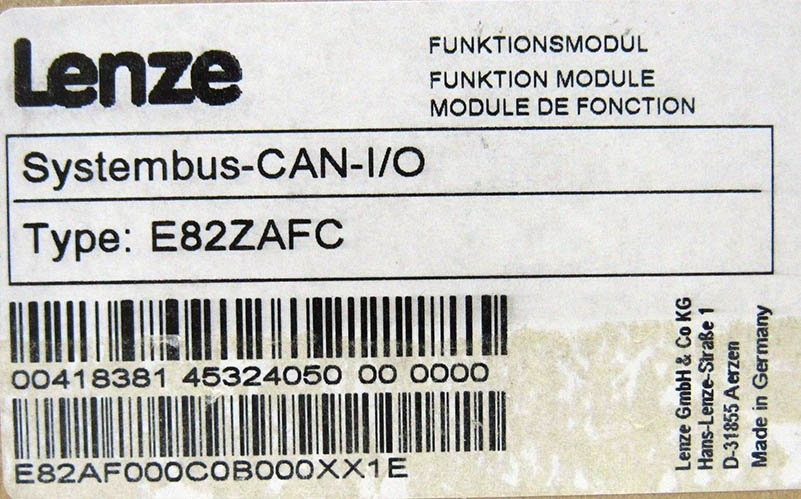 Lenze
FUNKTIONSMODUL
FUNKTION MODULE
MODULE DE FONCTION
Systembus-CAN-I/O
Type: E82ZAFC
00418381 45324050 00 0000
E82AF000C0B000XX1E
Lenze GmbH & Co KG
Hans-Lenze-Straße 1
D-31855 Aerzen
Made in Germany